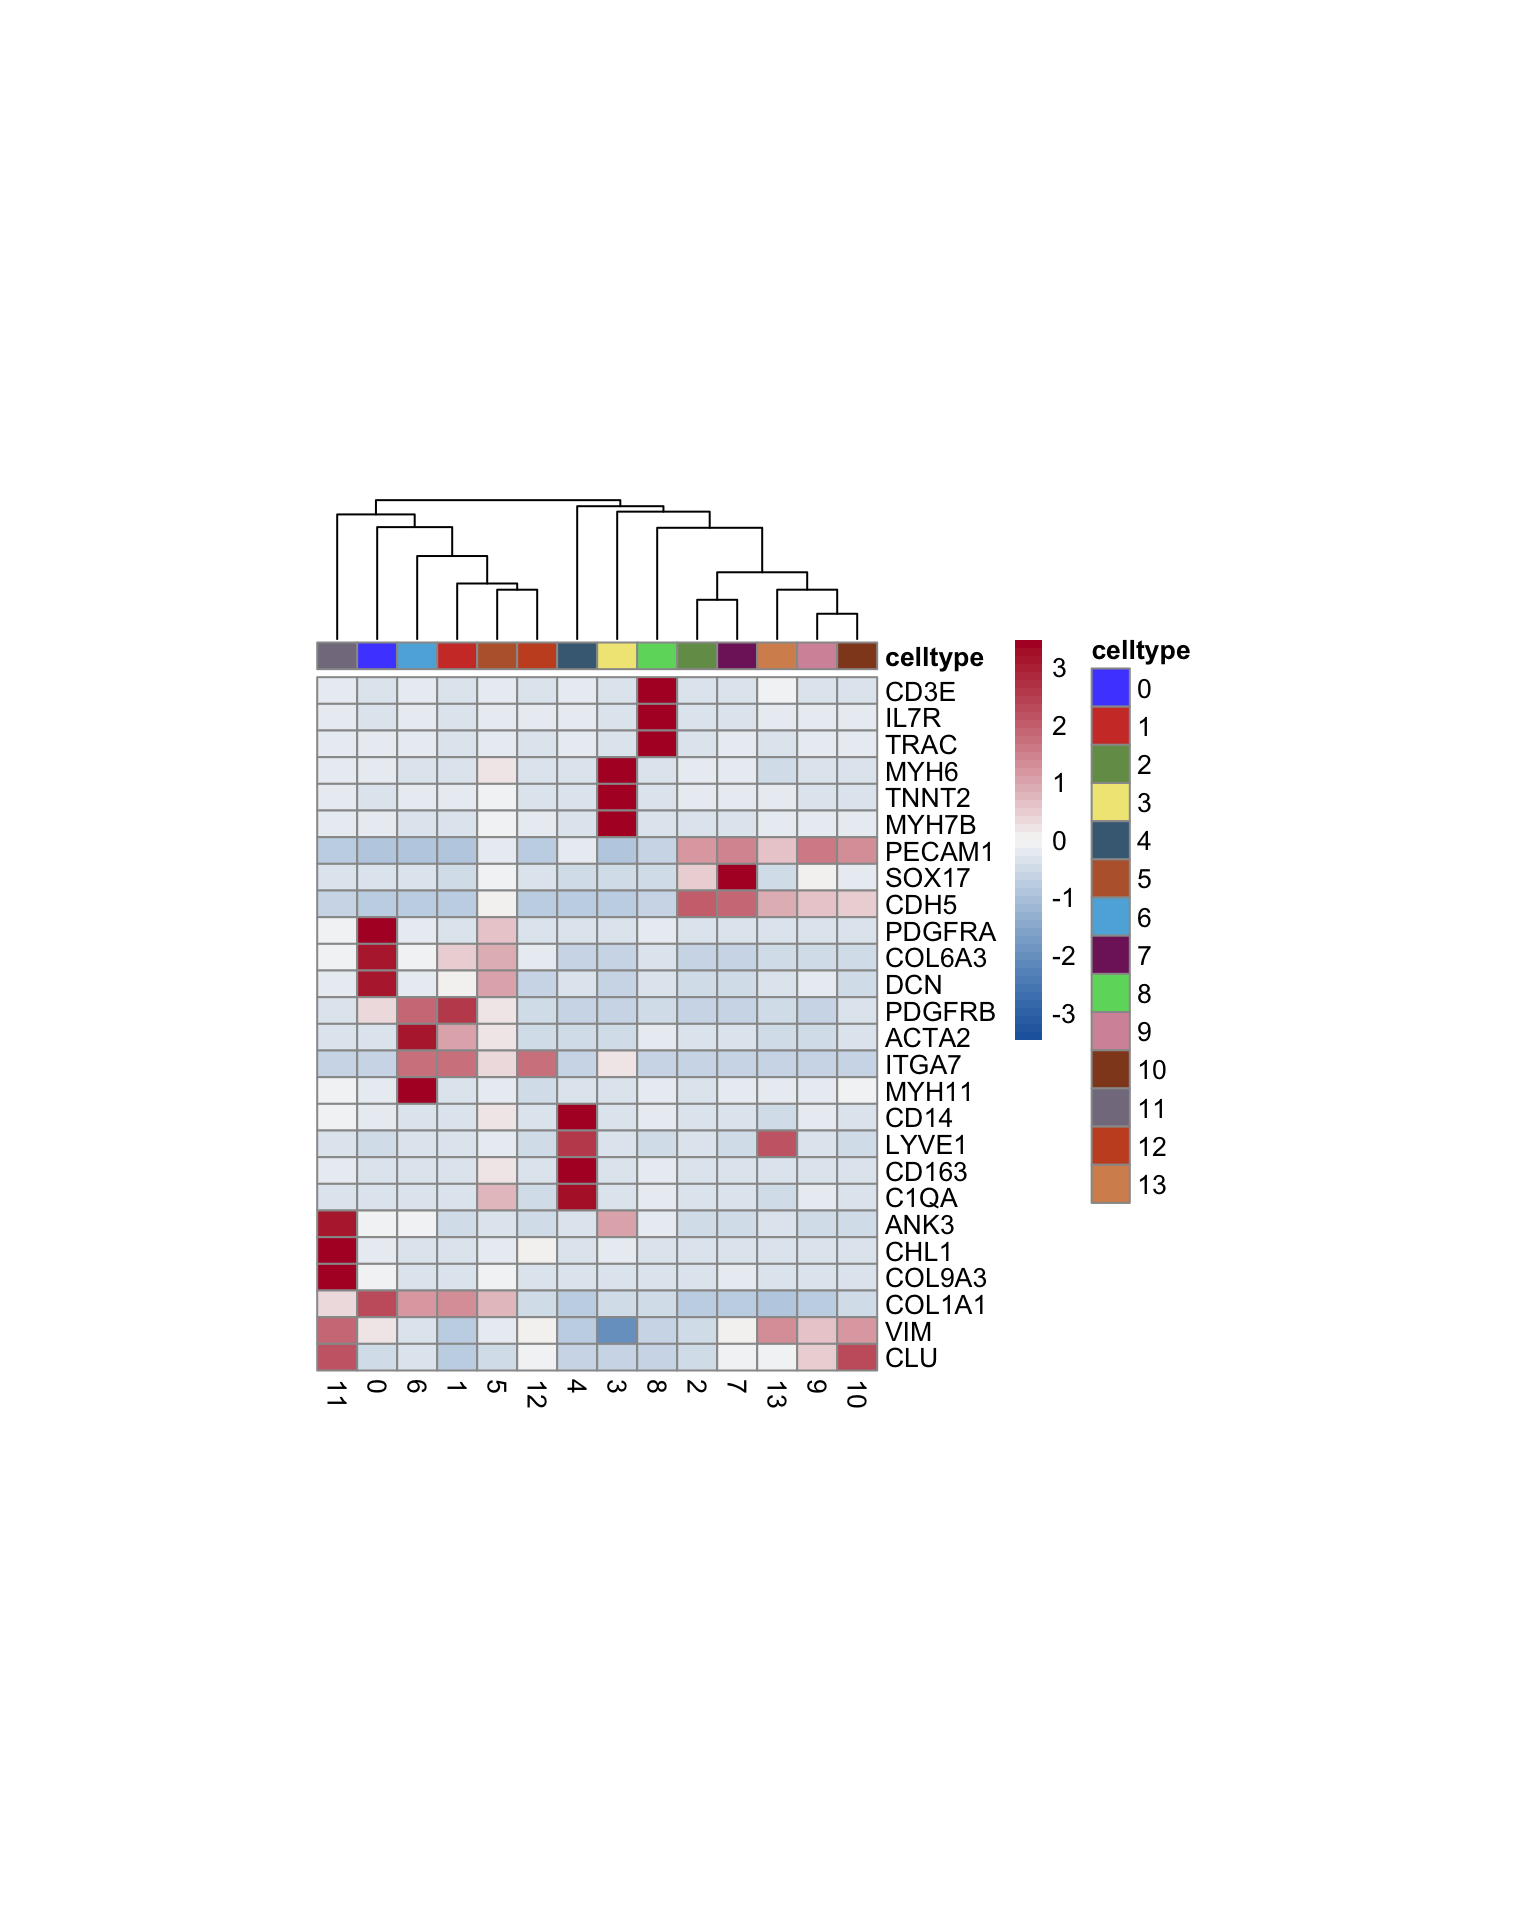 celltype
CD3E
IL7R
TRAC
MYH6
TNNT2
MYH7B
PECAM1
SOX17
CDH5
PDGFRA
COL6A3
DCN
PDGFRB
ACTA2
ITGA7
MYH11
CD14
LYVE1
CD163
C1QA
ANK3
CHL1
COL9A3
COL1A1
VIM
CLU
11 0 6 1 5 12 4 3 8 2 7 13 9 10
3
2
1
0
-1
-2
-3
celltype
0
1
2
3
4
5
6
7
8
9
10
11
12
13